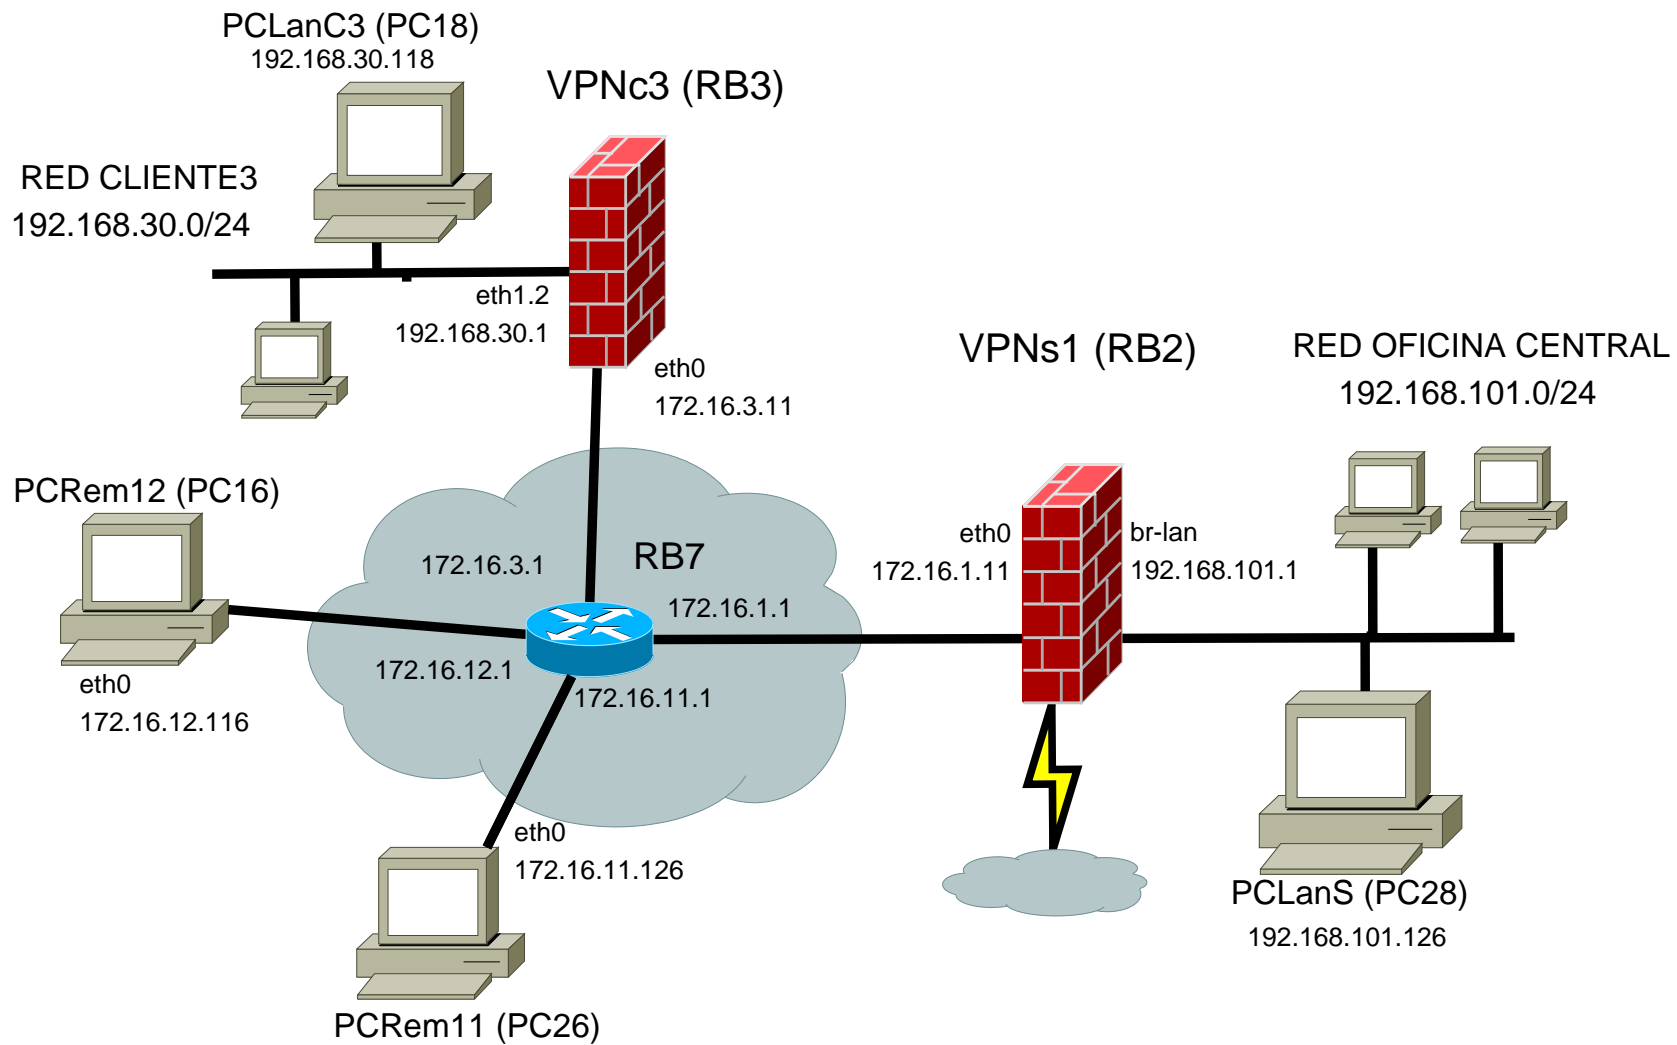 PCLanC3 (PC18)
192.168.30.118
VPNc3 (RB3)
RED CLIENTE3
192.168.30.0/24
eth1.2
192.168.30.1
eth0
172.16.3.11
VPNs1 (RB2)
RED OFICINA CENTRAL
192.168.101.0/24
PCRem12 (PC16)
eth0
172.16.1.11
br-lan
192.168.101.1
172.16.3.1
RB7
172.16.1.1
172.16.12.1
172.16.11.1
eth0
172.16.12.116
eth0
172.16.11.126
PCLanS (PC28)
192.168.101.126
PCRem11 (PC26)